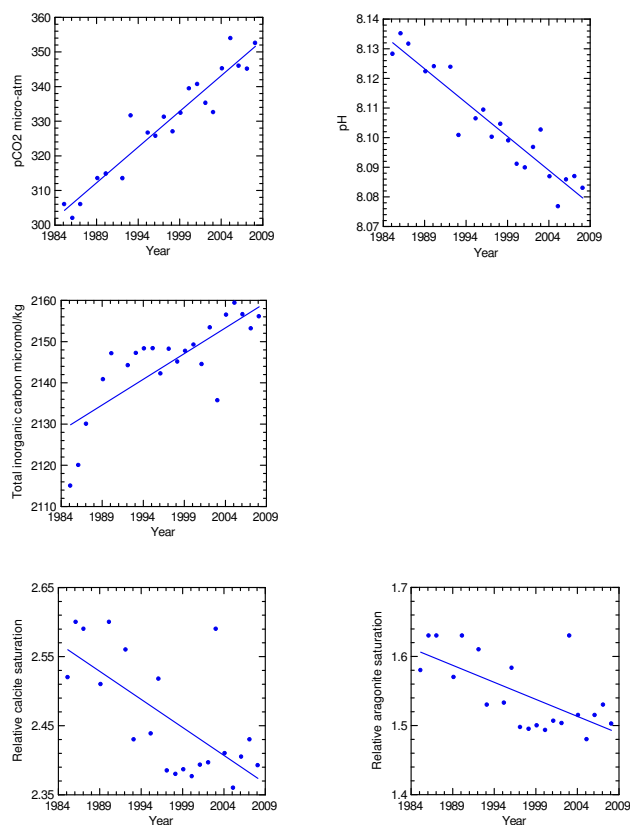 360
350
340
330
320
310
300
pCO2 micro-atm
1984 1989 1994 1999 2004 2009
Year
8.14
8.13
8.12
8.11
8.10
8.09
8.08
8.07
pH
1984 1989 1994 1999 2004 2009
Year
2160
2150
2140
2130
2120
2110
Total inorganic carbon micromol/kg
1984 1989 1994 1999 2004 2009
Year
2.65
2.55
2.45
2.35
Relative calcite saturation
1984 1989 1994 1999 2004 2009
Year
1.7
1.6
1.5
1.4
Relative aragonite saturation
1984 1989 1994 1999 2004 2009
Year